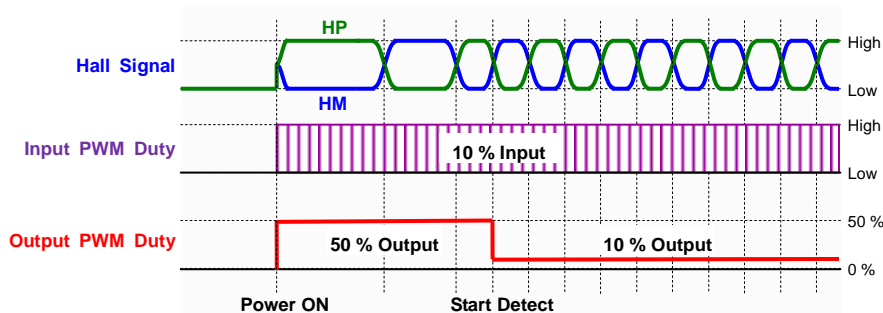 HP
High
Hall Signal
Low
HM
High
Input PWM Duty
10 % Input
Low
50 %
Output PWM Duty
50 % Output
10 % Output
0 %
Power ON
Start Detect